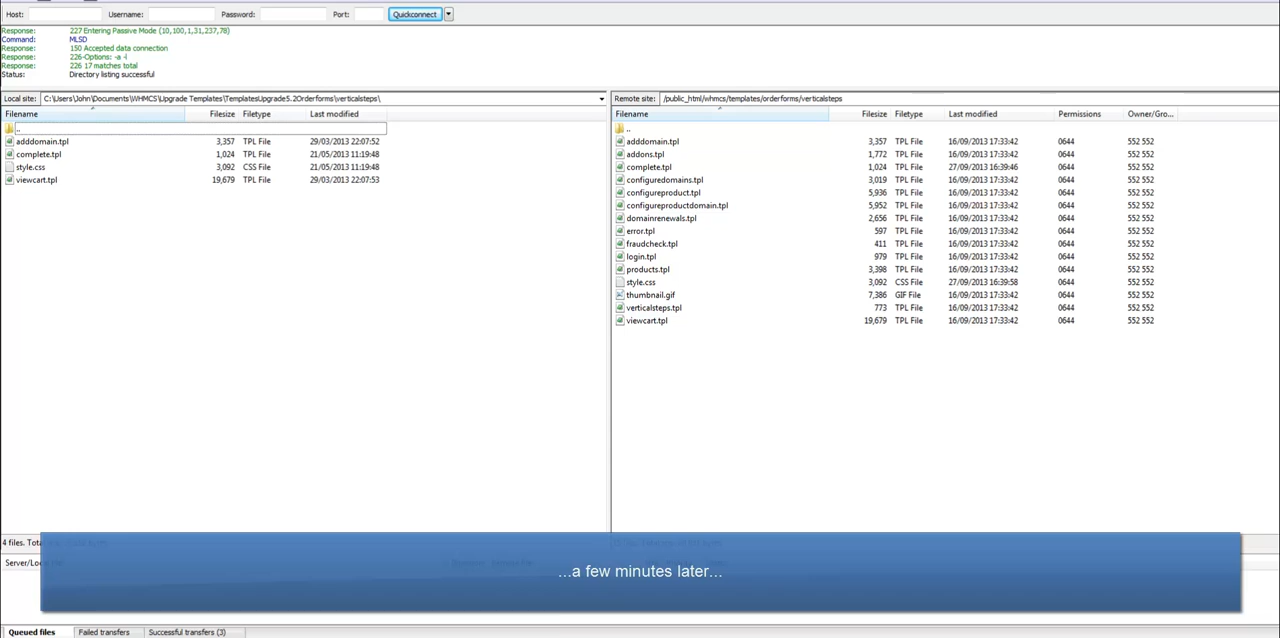 Host: Username: Password: Port: Quickconnect
Response: 227 Entering Passive Mode (10,100,1,31,237,78)
Command: MLSD
Response: 150 Accepted data connection
Response: 226-Options: -a -l
Response: 226 17 matches total
Status: Directory listing successful
Local site: C:\Users\John\Documents\WHMCS\Upgrade Templates\TemplatesUpgrade5.2Orderforms\verticalsteps\
Filename Filesize Filetype Last modified
..
adddomain.tpl 3,357 TPL File 29/03/2013 22:07:52
complete.tpl 1,024 TPL File 21/05/2013 11:19:48
style.css 3,092 CSS File 21/05/2013 11:19:48
viewcart.tpl 19,679 TPL File 29/03/2013 22:07:53
Remote site: /public_html/whmcs/templates/orderforms/verticalsteps
Filename Filesize Filetype Last modified Permissions Owner/Gro...
..
adddomain.tpl 3,357 TPL File 16/09/2013 17:33:42 0644 552 552
addons.tpl 1,772 TPL File 16/09/2013 17:33:42 0644 552 552
complete.tpl 1,024 TPL File 27/09/2013 16:39:46 0644 552 552
configuredomains.tpl 3,019 TPL File 16/09/2013 17:33:42 0644 552 552
configureproduct.tpl 5,936 TPL File 16/09/2013 17:33:42 0644 552 552
configureproductdomain.tpl 5,952 TPL File 16/09/2013 17:33:42 0644 552 552
domainrenewals.tpl 2,656 TPL File 16/09/2013 17:33:42 0644 552 552
error.tpl 597 TPL File 16/09/2013 17:33:42 0644 552 552
fraudcheck.tpl 411 TPL File 16/09/2013 17:33:42 0644 552 552
login.tpl 979 TPL File 16/09/2013 17:33:42 0644 552 552
products.tpl 3,398 TPL File 16/09/2013 17:33:42 0644 552 552
style.css 3,092 CSS File 27/09/2013 16:39:58 0644 552 552
thumbnail.gif 7,386 GIF File 16/09/2013 17:33:42 0644 552 552
verticalsteps.tpl 773 TPL File 16/09/2013 17:33:42 0644 552 552
viewcart.tpl 19,679 TPL File 16/09/2013 17:33:42 0644 552 552
4 files.
Server/Lo
...a few minutes later...
Queued files Failed transfers Successful transfers (3)